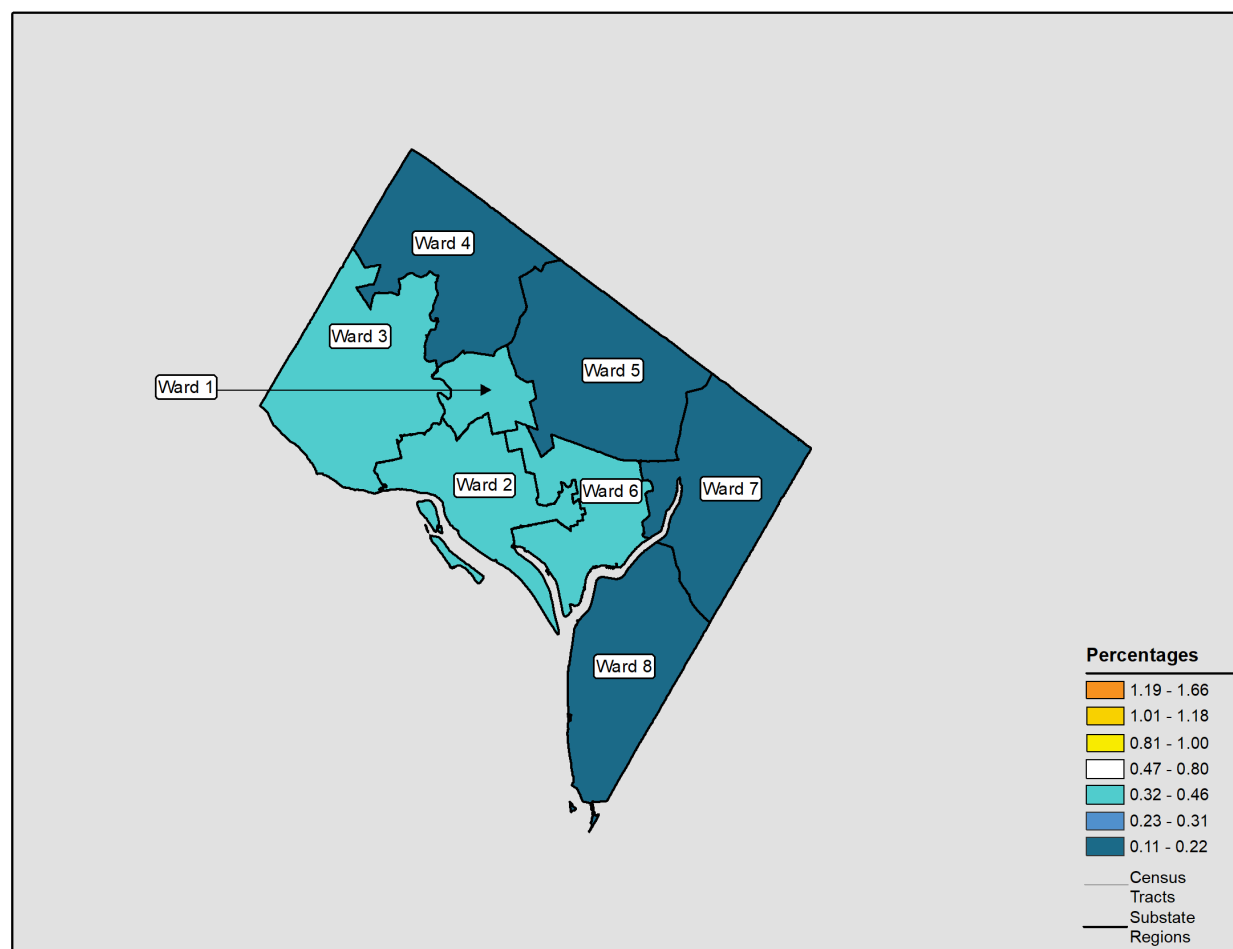 Ward 4
Ward 3
Ward 5
Ward 1
Ward 2
Ward 6
Ward 7
Ward 8
Percentages
1.19 - 1.66
1.01 - 1.18
0.81 - 1.00
0.47 - 0.80
0.32 - 0.46
0.23 - 0.31
0.11 - 0.22
Census
Tracts
Substate
Regions